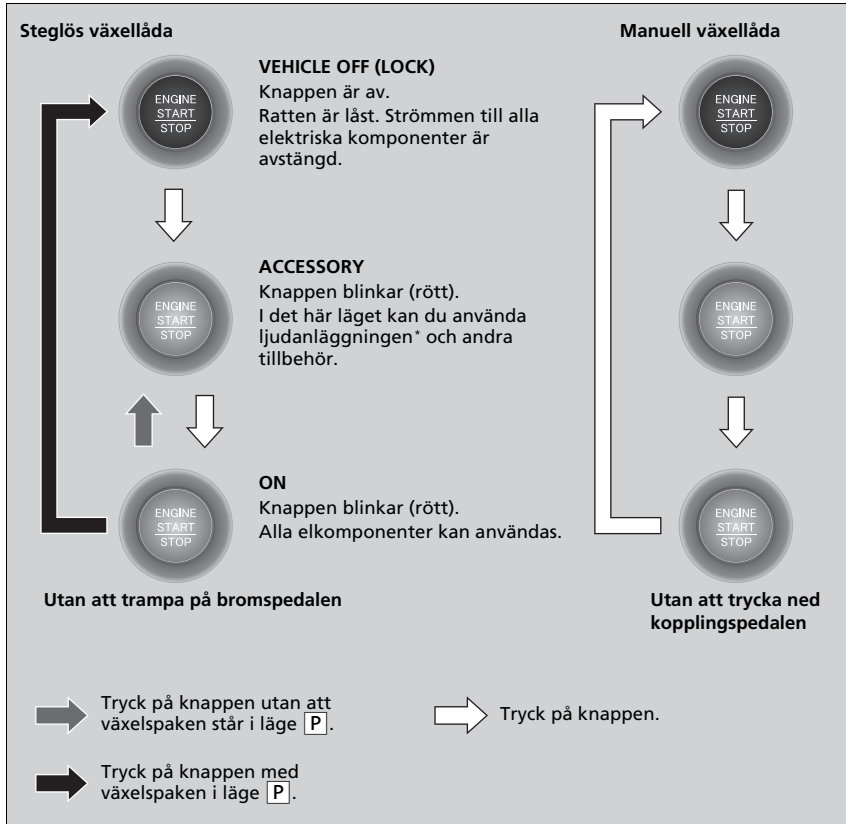 Steglös växellåda
Manuell växellåda
ENGINE
START
STOP
VEHICLE OFF (LOCK)
Knappen är av.
Ratten är låst. Strömmen till alla
elektriska komponenter är
avstängd.
ENGINE
START
STOP
ENGINE
START
STOP
ACCESSORY
Knappen blinkar (rött).
I det här läget kan du använda
ljudanläggningen* och andra
tillbehör.
ENGINE
START
STOP
ENGINE
START
STOP
ON
Knappen blinkar (rött).
Alla elkomponenter kan användas.
ENGINE
START
STOP
Utan att trampa på bromspedalen
Utan att trycka ned
kopplingspedalen
Tryck på knappen utan att
växelspaken står i läge P.
Tryck på knappen.
Tryck på knappen med
växelspaken i läge P.